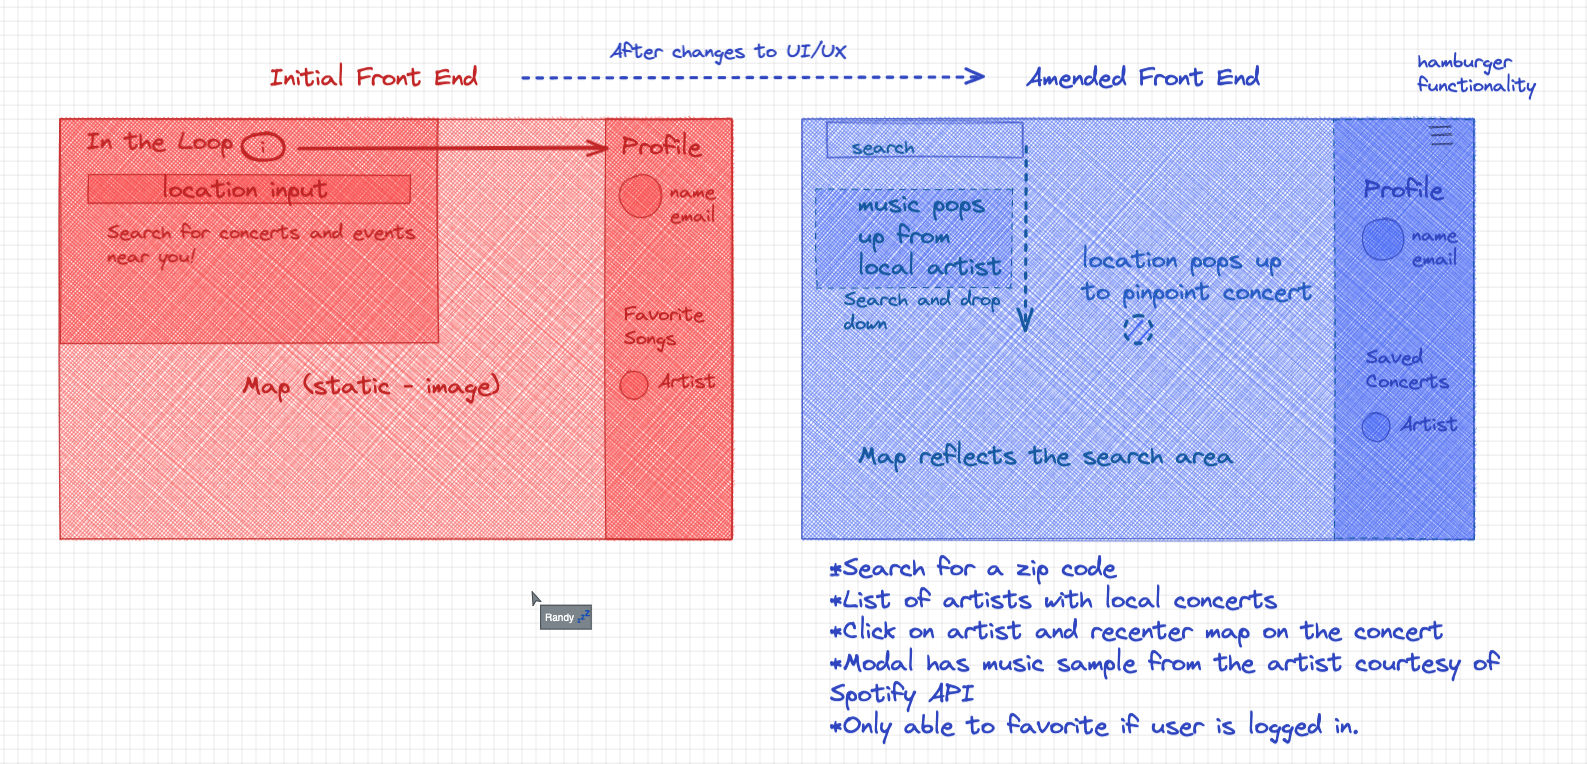 After changes to UI/UX
Initial Front End
Amended Front End
hamburger
functionality
In the Loop i
location input
Search for concerts and events
near you!
Map (static - image)
Profile
name
email
Favorite
Songs
Artist
search
music pops
up from
local artist
Search and drop
down
location pops up
to pinpoint concert
Map reflects the search area
Profile
name
email
Saved
Concerts
Artist
Randy 💤
*Search for a zip code
*List of artists with local concerts
*Click on artist and recenter map on the concert
*Modal has music sample from the artist courtesy of
Spotify API
*Only able to favorite if user is logged in.